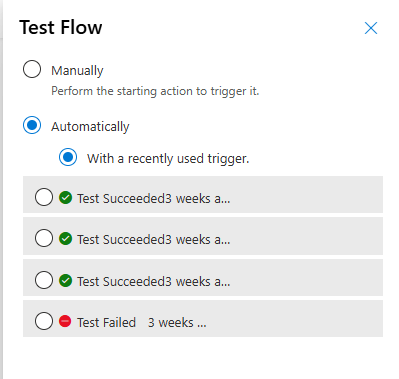 Test Flow
Manually
Perform the starting action to trigger it.
Automatically
With a recently used trigger.
Test Succeeded3 weeks a...
Test Succeeded3 weeks a...
Test Succeeded3 weeks a...
Test Failed 3 weeks ...